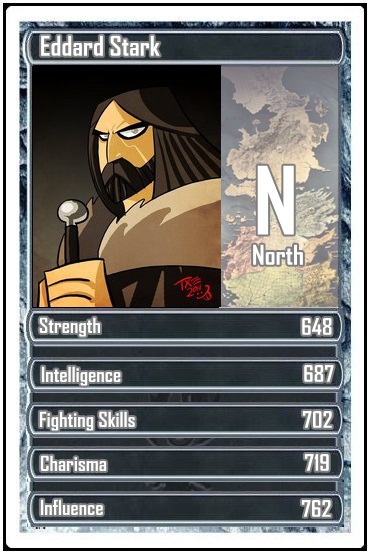 Eddard Stark
N
North
Strength 648
Intelligence 687
Fighting Skills 702
Charisma 719
Influence 762